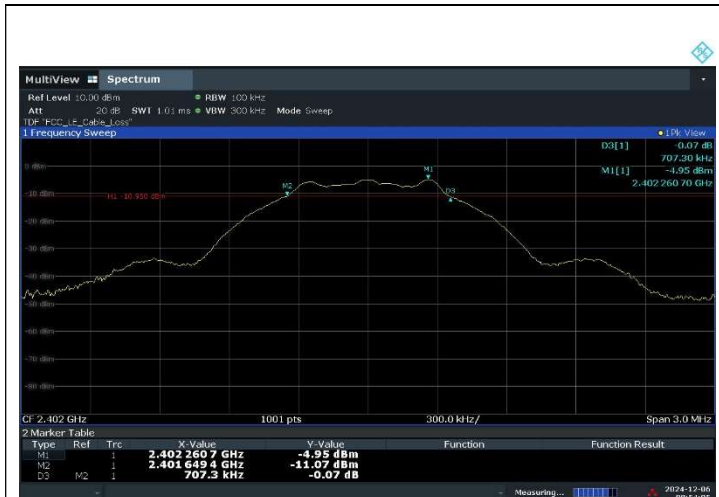 MultiView Spectrum
Ref Level 10.00 dBm RBW 100 kHz
Att 20 dB SWT 1.01 ms VBW 300 kHz Mode Sweep
TDF "FCC_LE_Cable_Loss"
1 Frequency Sweep 1Pk View
D3[1] -0.07 dB
707.30 kHz
M1[1] -4.95 dBm
2.402 260 70 GHz
0 dBm
M1
M2
D3
-10 dBm
H1 -10.950 dBm
-20 dBm
-30 dBm
-40 dBm
-50 dBm
-60 dBm
-70 dBm
-80 dBm
CF 2.402 GHz 1001 pts 300.0 kHz/ Span 3.0 MHz
2 Marker Table
Type Ref Trc X-Value Y-Value Function Function Result
M1 1 2.402 260 7 GHz -4.95 dBm
M2 1 2.401 649 4 GHz -11.07 dBm
D3 M2 1 707.3 kHz -0.07 dB
Measuring... 2024-12-06